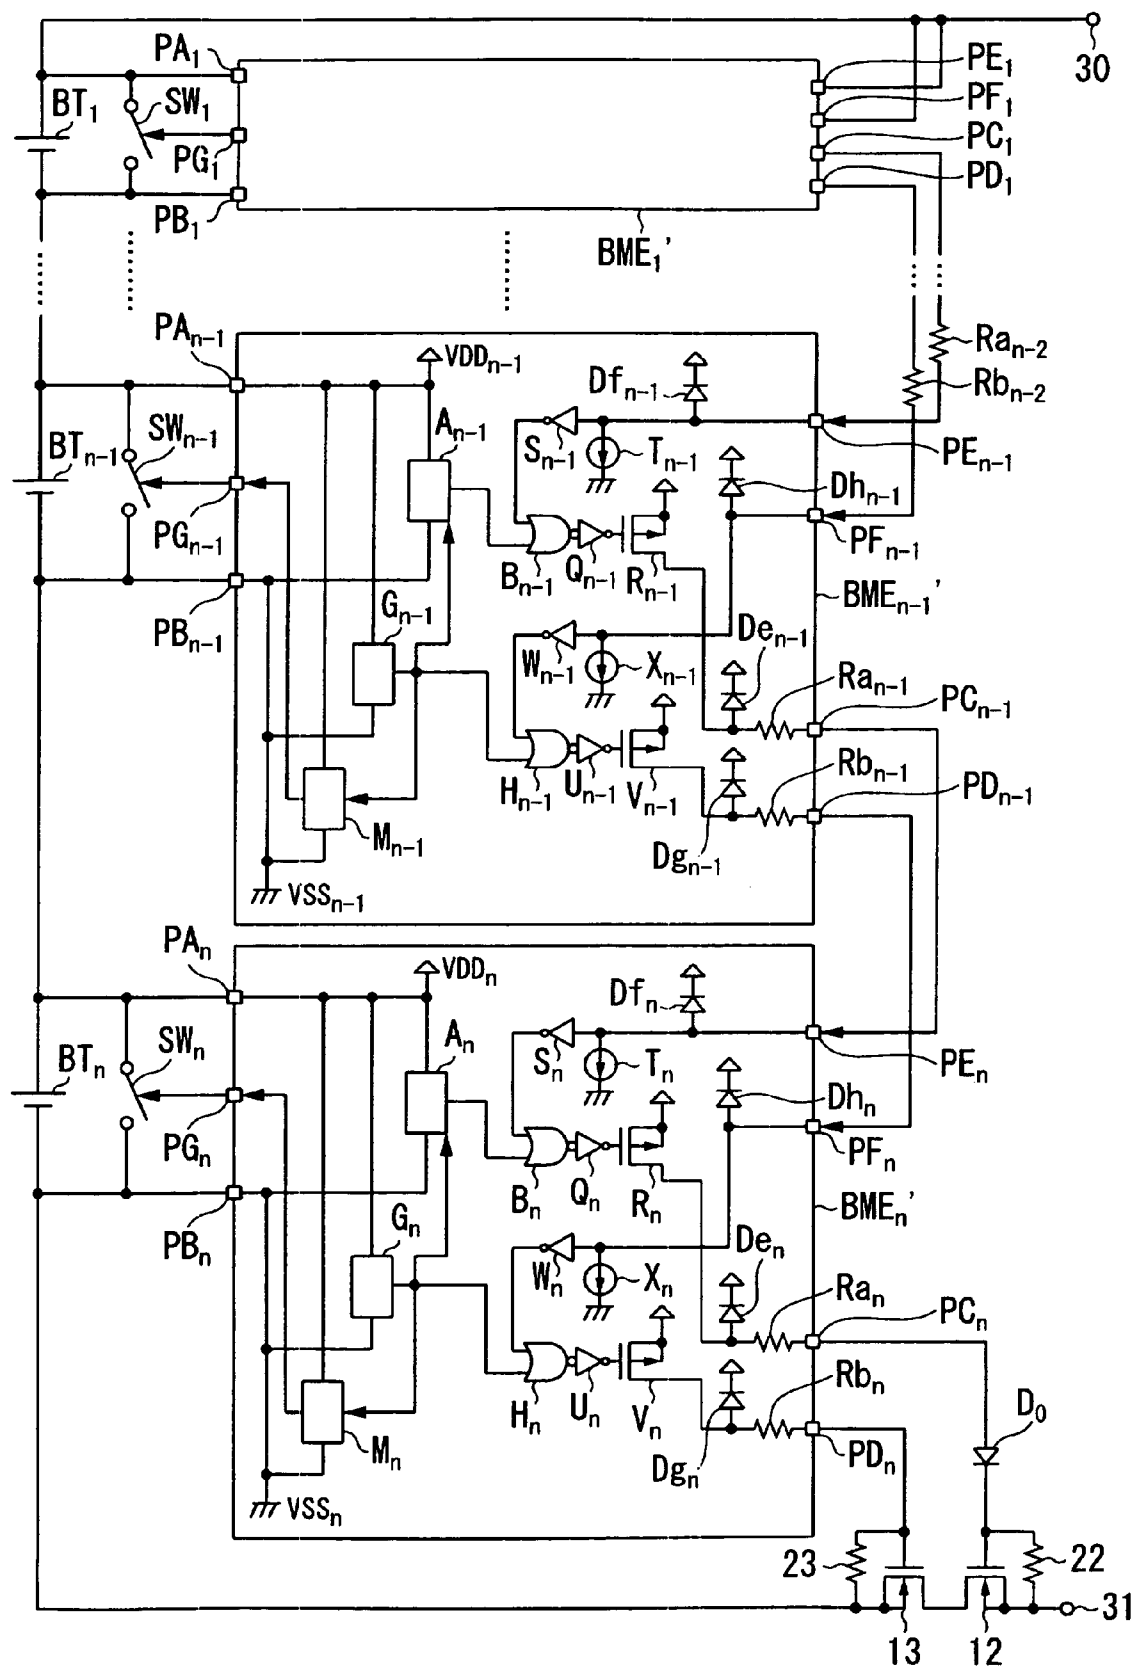 PA1
PE1
30
BT1
SW1
PF1
PG1
PC1
PD1
PB1
BME1'
PAn-1
VDDn-1
Dfn-1
Ran-2
Rbn-2
An-1
SWn-1
BTn-1
Sn-1
Tn-1
PEn-1
Dhn-1
PGn-1
PFn-1
Bn-1
Qn-1
Rn-1
BMEn-1'
Gn-1
PBn-1
Den-1
Wn-1
Xn-1
Ran-1
PCn-1
Rbn-1
Hn-1
Un-1
Vn-1
PDn-1
Mn-1
Dgn-1
VSSn-1
PAn
VDDn
Dfn
An
SWn
BTn
Sn
Tn
PEn
Dhn
PGn
PFn
Bn
Qn
Rn
BMEn'
Gn
PBn
Den
Wn
Xn
Ran
PCn
Rbn
Hn
Un
Vn
D0
Mn
Dgn
PDn
VSSn
23
22
31
13
12